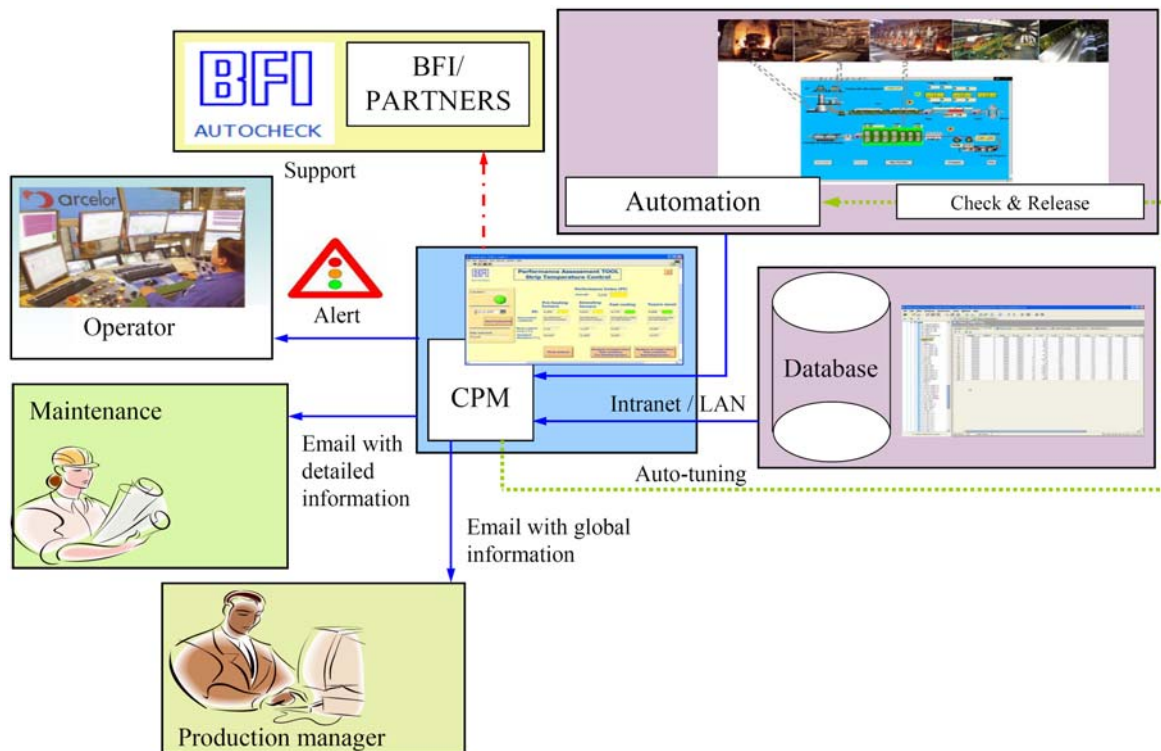 BFI
AUTOCHECK
BFI/
PARTNERS
Support
arcelor
Operator
Alert
Automation
Check & Release
BFI
Performance Assessment TOOL
Strip Temperature Control
CPM
Intranet / LAN
Database
Auto-tuning
Maintenance
Email with
detailed
information
Email with global
information
Production manager